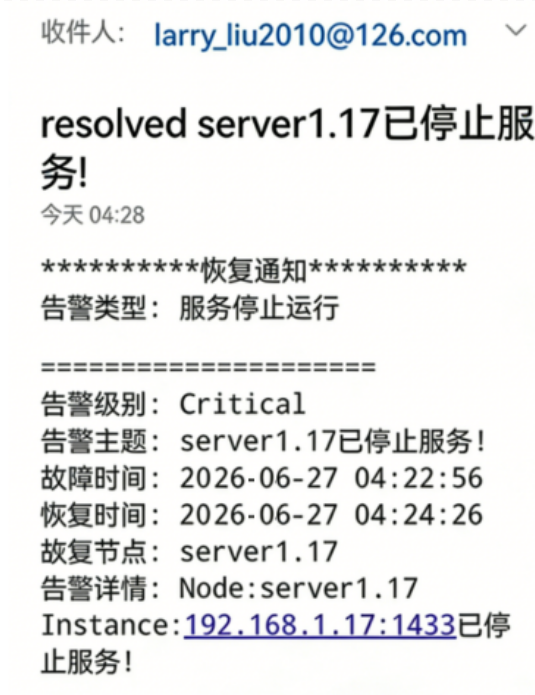 收件人: larry_liu2010@126.com
resolved server1.17已停止服
务!
今天 04:28
**********恢复通知**********
告警类型: 服务停止运行
=====================
告警级别: Critical
告警主题: server1.17已停止服务!
故障时间: 2026-06-27 04:22:56
恢复时间: 2026-06-27 04:24:26
故复节点: server1.17
告警详情: Node:server1.17
Instance:192.168.1.17:1433已停
止服务!